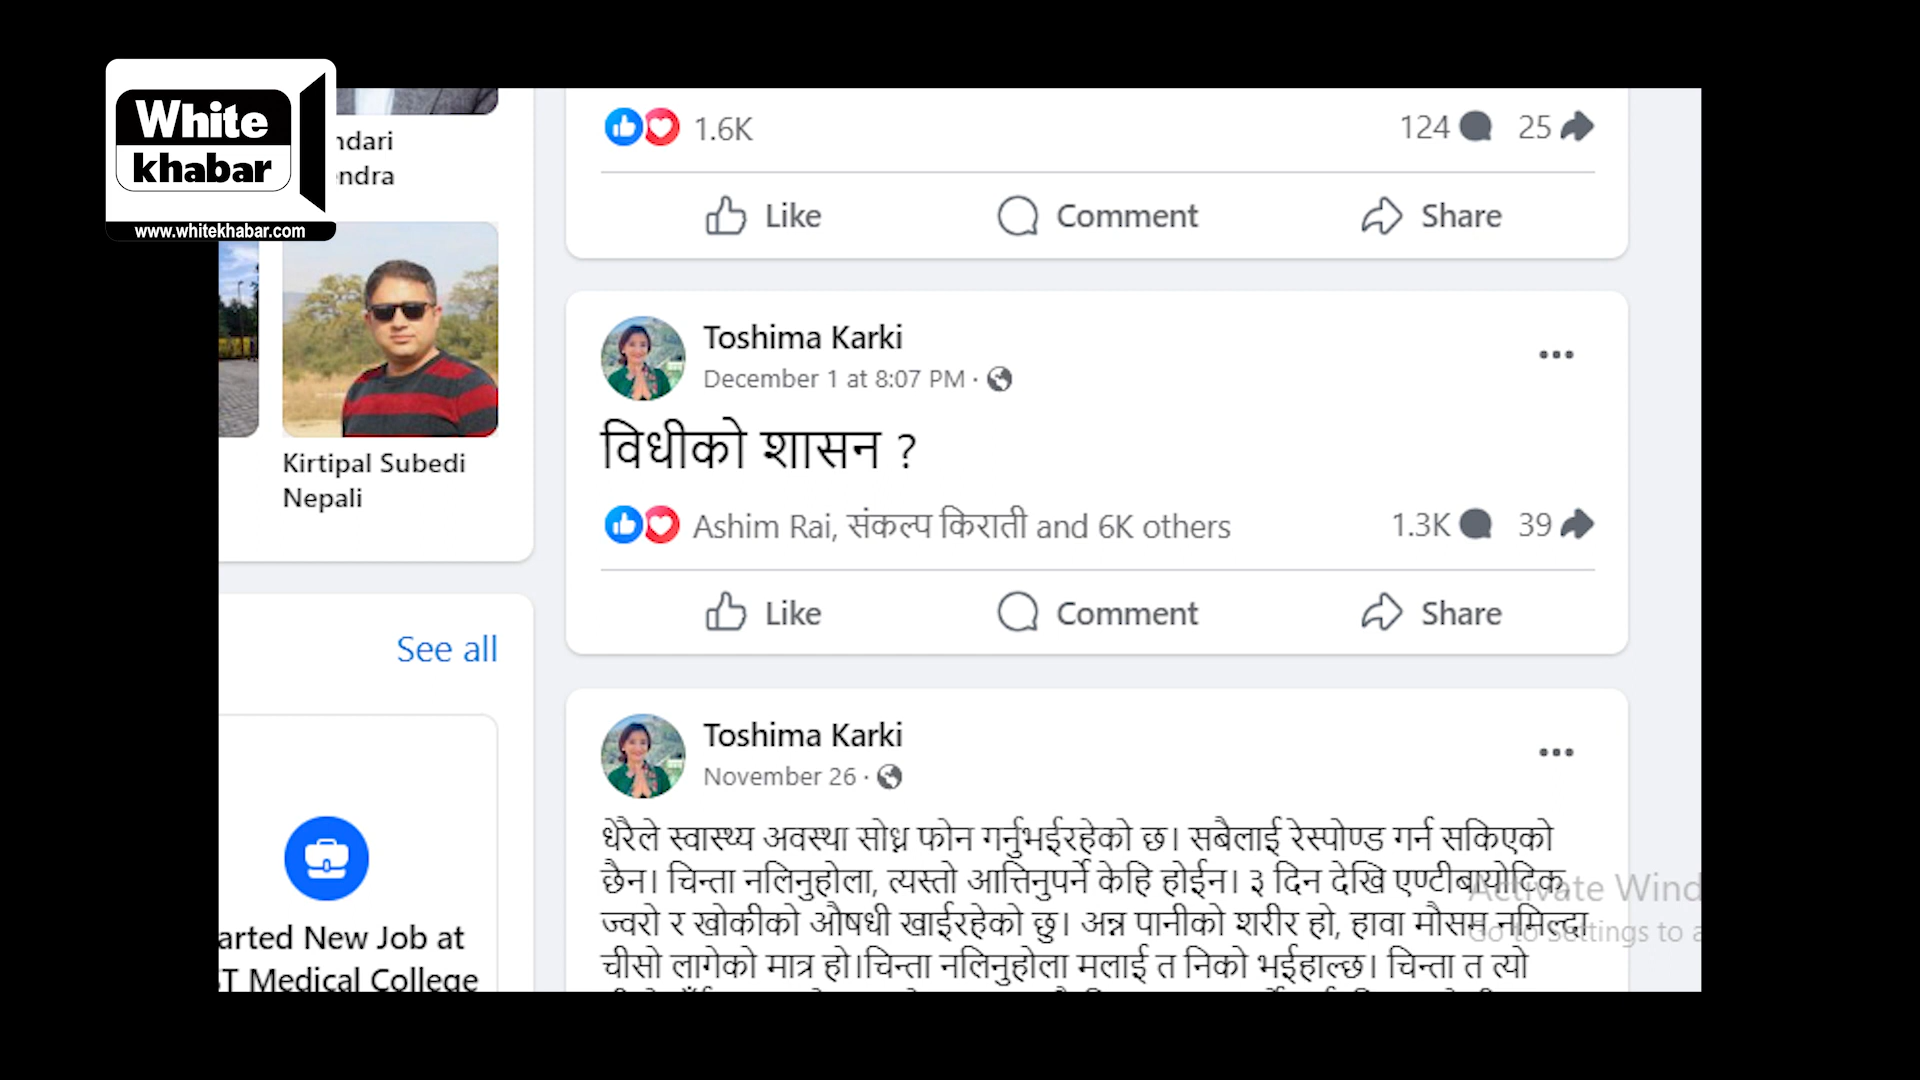 White
khabar
www.whitekhabar.com
ndari
endra
Kirtipal Subedi
Nepali
See all
arted New Job at
T Medical College
1.6K
124
25
Like Comment Share
Toshima Karki
December 1 at 8:07 PM ·
विधीको शासन ?
Ashim Rai, संकल्प किराती and 6K others
1.3K
39
Like Comment Share
Toshima Karki
November 26 ·
धेरैले स्वास्थ्य अवस्था सोध्न फोन गर्नुभईरहेको छ। सबैलाई रेस्पोण्ड गर्न सकिएको
छैन। चिन्ता नलिनुहोला, त्यस्तो आत्तिनुपर्ने केहि होईन। ३ दिन देखि एण्टीबायोटिक,
ज्वरो र खोकीको औषधी खाईरहेको छु। अन्न पानीको शरीर हो, हावा मौसम नमिल्दा
चीसो लागेको मात्र हो।चिन्ता नलिनुहोला मलाई त निको भईहाल्छ। चिन्ता त त्यो
Activate Wind
Go to Settings to a